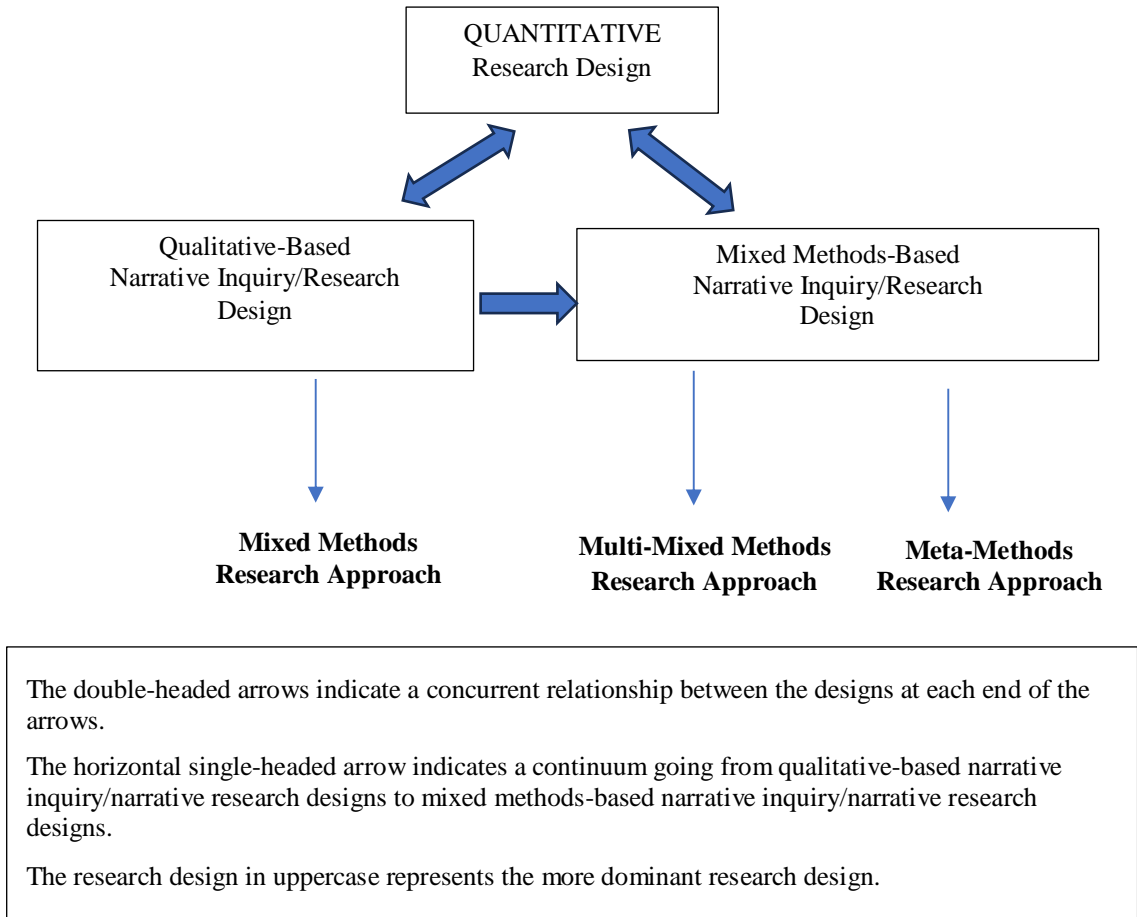 QUANTITATIVE
Research Design
Qualitative-Based
Narrative Inquiry/Research
Design
Mixed Methods-Based
Narrative Inquiry/Research
Design
Mixed Methods
Research Approach
Multi-Mixed Methods
Research Approach
Meta-Methods
Research Approach
The double-headed arrows indicate a concurrent relationship between the designs at each end of the
arrows.
The horizontal single-headed arrow indicates a continuum going from qualitative-based narrative
inquiry/narrative research designs to mixed methods-based narrative inquiry/narrative research
designs.
The research design in uppercase represents the more dominant research design.